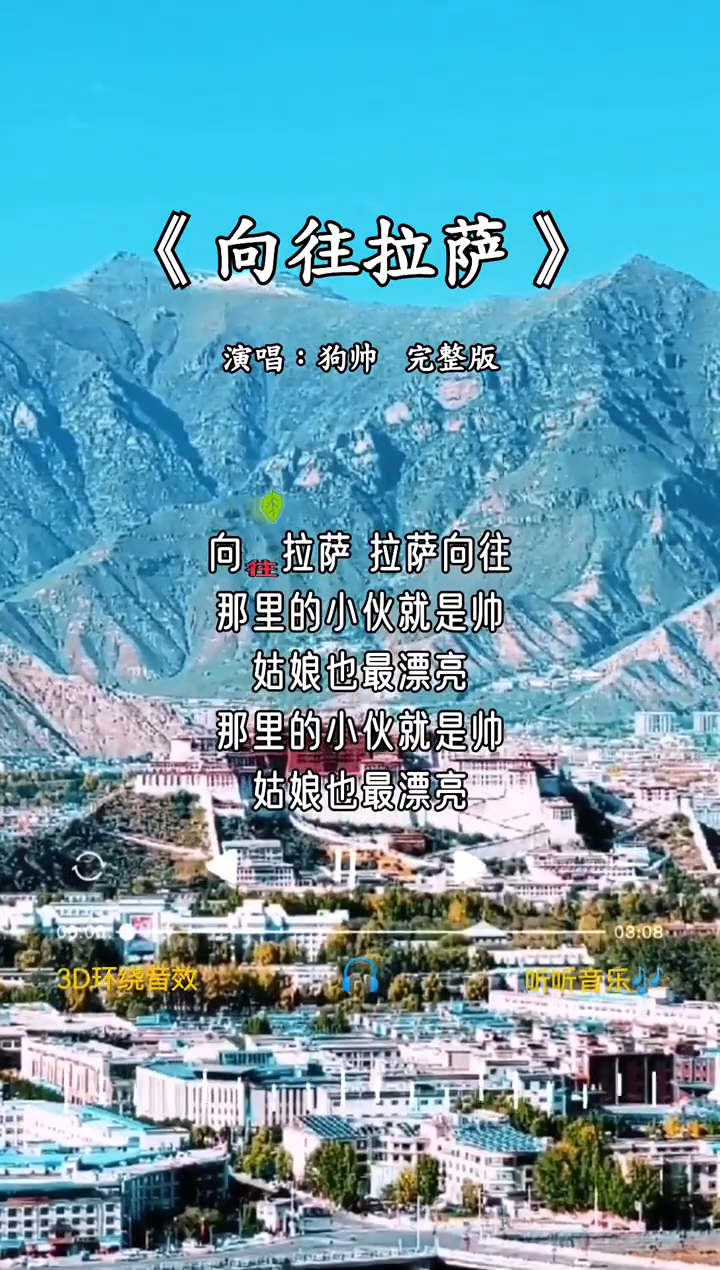 《向往拉萨》
演唱：狗帅 完整版
向往拉萨 拉萨向往
那里的小伙就是帅
姑娘也最漂亮
那里的小伙就是帅
姑娘也最漂亮
00:00 03:08
3D环绕音效 听听音乐